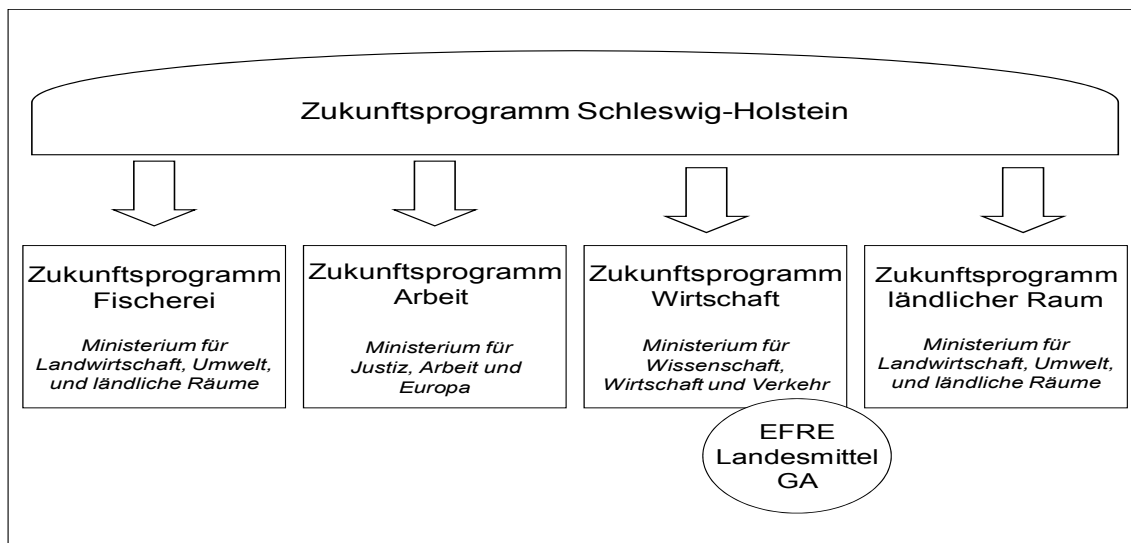 Zukunftsprogramm Schleswig-Holstein
Zukunftsprogramm
Fischerei
Ministerium für
Landwirtschaft, Umwelt,
und ländliche Räume
Zukunftsprogramm
Arbeit
Ministerium für
Justiz, Arbeit und
Europa
Zukunftsprogramm
Wirtschaft
Ministerium für
Wissenschaft,
Wirtschaft und Verkehr
Zukunftsprogramm
ländlicher Raum
Ministerium für
Landwirtschaft, Umwelt,
und ländliche Räume
EFRE
Landesmittel
GA